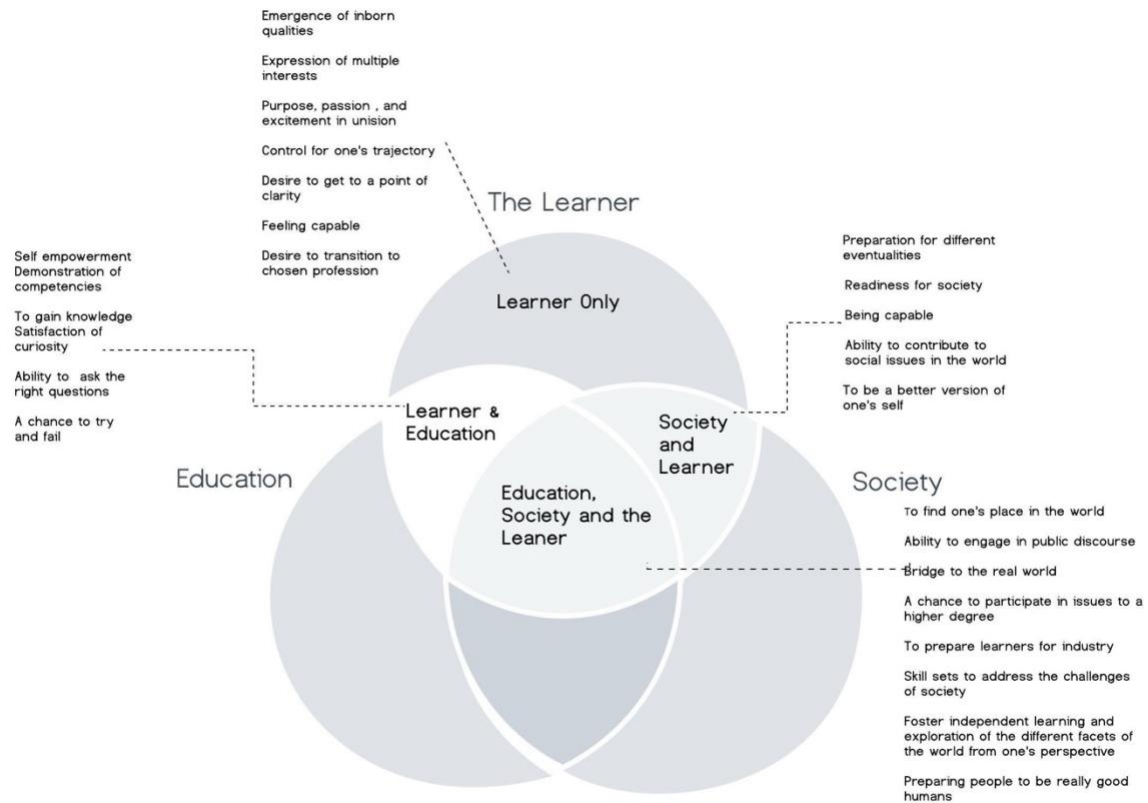 Emergence of inborn
qualities
Expression of multiple
interests
Purpose, passion , and
excitement in unision
Control for one's trajectory
Desire to get to a point of
clarity
Feeling capable
Desire to transition to
chosen profession
The Learner
Learner Only
Self empowerment
Demonstration of
competencies
To gain knowledge
Satisfaction of
curiosity
Ability to ask the
right questions
A chance to try
and fail
Preparation for different
eventualities
Readiness for society
Being capable
Ability to contribute to
social issues in the world
To be a better version of
one's self
Learner &
Education
Society
and
Learner
Education
Education,
Society and the
Leaner
Society
To find one's place in the world
Ability to engage in public discourse
Bridge to the real world
A chance to participate in issues to a
higher degree
To prepare learners for industry
Skill sets to address the challenges
of society
Foster independent learning and
exploration of the different facets of
the world from one's perspective
Preparing people to be really good
humans